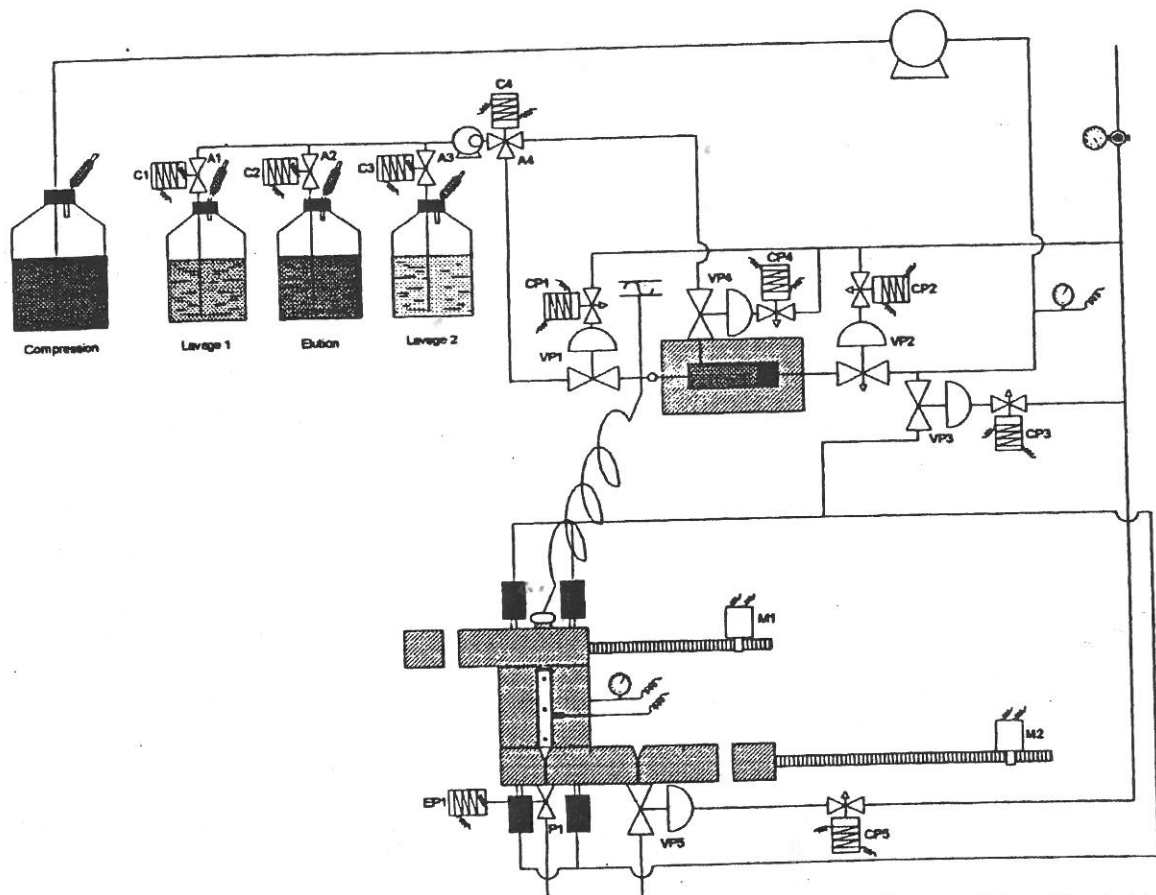 C4
A1
A2
A3
A4
C1
C2
C3
Compression
Lavage 1
Elution
Lavage 2
CP1
VP4
CP4
CP2
VP1
VP2
VP3
CP3
M1
M2
EP1
P1
VP5
CP5